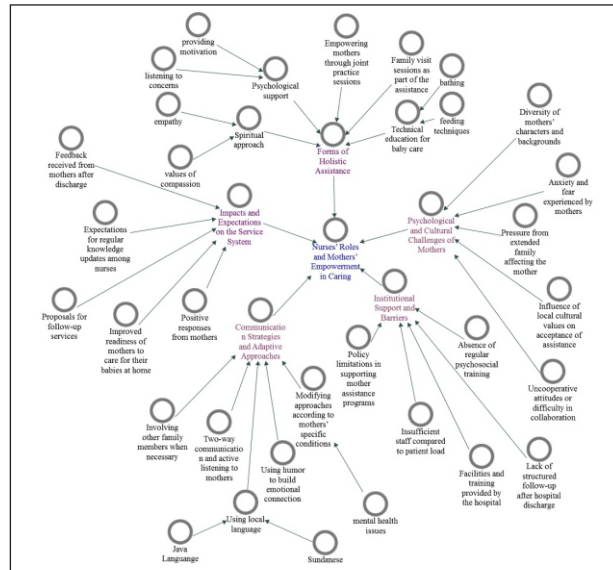 providing
motivation
listening to
concerns
Psychological
support
Empowering
mothers
through joint
practice
sessions
Family visit
sessions as
part of the
assistance
bathing
feeding
techniques
Technical
education for
baby care
empathy
Spiritual
approach
values of
compassion
Forms of
Holistic
Assistance
Diversity of
mothers'
characters and
backgrounds
Feedback
received from
mothers after
discharge
Anxiety and
fear
experienced by
mothers
Impacts and
Expectations
on the Service
System
Psychological
and Cultural
Challenges of
Mothers
Expectations
for regular
knowledge
updates among
nurses
Pressure from
extended
family
affecting the
mother
Nurses' Roles
and Mothers'
Empowerment
in Caring
Proposals for
follow-up
services
Improved
readiness of
mothers to
care for their
babies at home
Positive
responses
from mothers
Influence of
local cultural
values on
acceptance of
assistance
Institutional
Support and
Barriers
Communicatio
n Strategies
and Adaptive
Approaches
Policy
limitations in
supporting
mother
assistance
programs
Absence of
regular
psychosocial
training
Uncooperative
attitudes or
difficulty in
collaboration
Modifying
approaches
according to
mothers'
specific
conditions
Involving
other family
members when
necessary
Two-way
communicatio
n and active
listening to
mothers
Using humor
to build
emotional
connection
Insufficient
staff compared
to patient load
Facilities and
training
provided by
the hospital
Lack of
structured
follow-up
after hospital
discharge
Using local
language
mental health
issues
Java
Languange
Sundanese